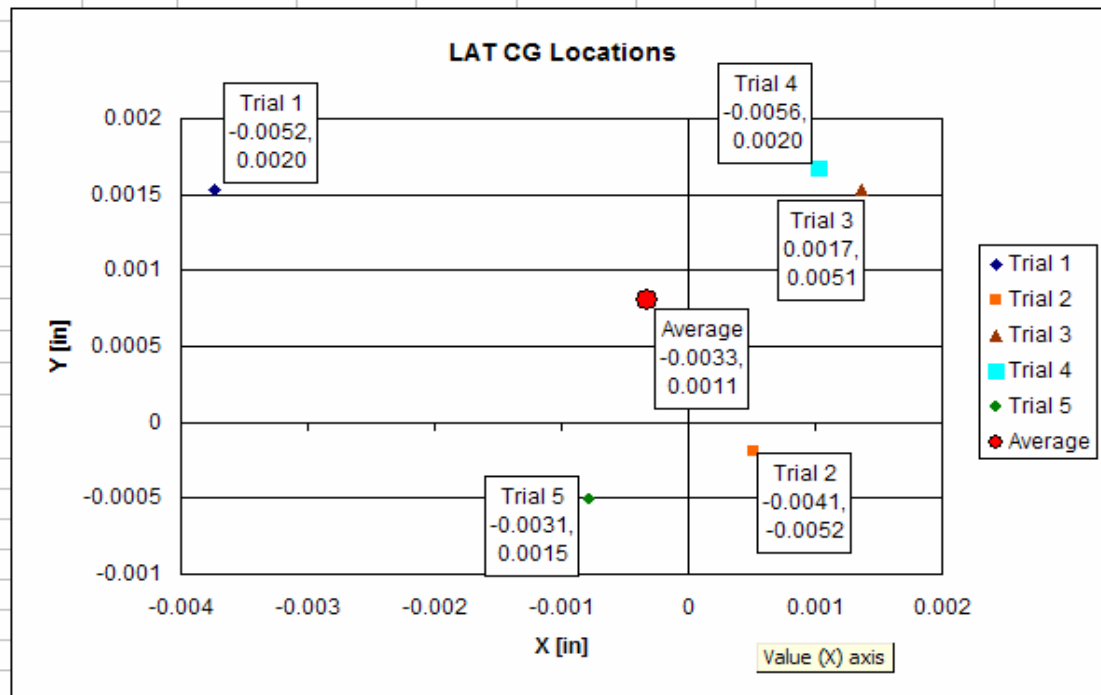 LAT CG Locations
Trial 1
-0.0052,
0.0020
Trial 4
-0.0056,
0.0020
Trial 3
0.0017,
0.0051
Average
-0.0033,
0.0011
Trial 2
-0.0041,
-0.0052
Trial 5
-0.0031,
0.0015
0.002
0.0015
0.001
0.0005
0
-0.0005
-0.001
Y [in]
-0.004
-0.003
-0.002
-0.001
0
0.001
0.002
X [in]
Value (X) axis
Trial 1
Trial 2
Trial 3
Trial 4
Trial 5
Average